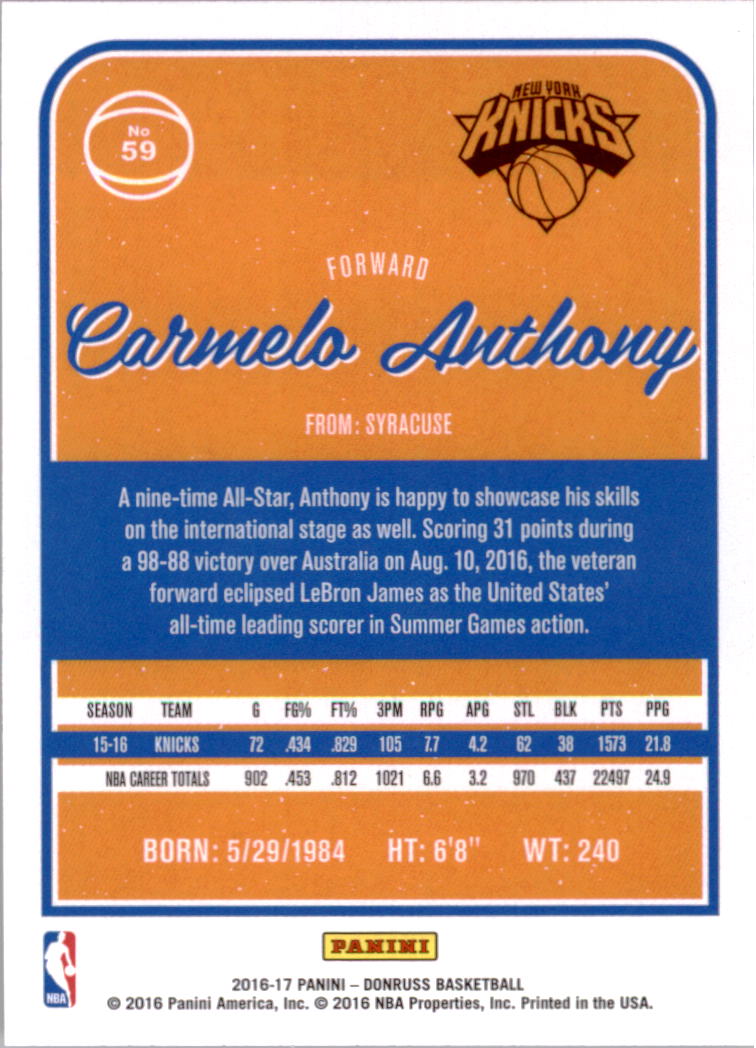 No
59
NEW YORK
KNICKS
FORWARD
Carmelo Anthony
FROM: SYRACUSE
A nine-time All-Star, Anthony is happy to showcase his skills
on the international stage as well. Scoring 31 points during
a 98-88 victory over Australia on Aug. 10, 2016, the veteran
forward eclipsed LeBron James as the United States'
all-time leading scorer in Summer Games action.
SEASON TEAM G FG% FT% 3PM RPG APG STL BLK PTS PPG
15-16 KNICKS 72 .434 .829 105 7.7 4.2 62 38 1573 21.8
NBA CAREER TOTALS 902 .453 .812 1021 6.6 3.2 970 437 22497 24.9
BORN: 5/29/1984 HT: 6'8" WT: 240
NBA
PANINI
2016-17 PANINI – DONRUSS BASKETBALL
© 2016 Panini America, Inc. © 2016 NBA Properties, Inc. Printed in the USA.